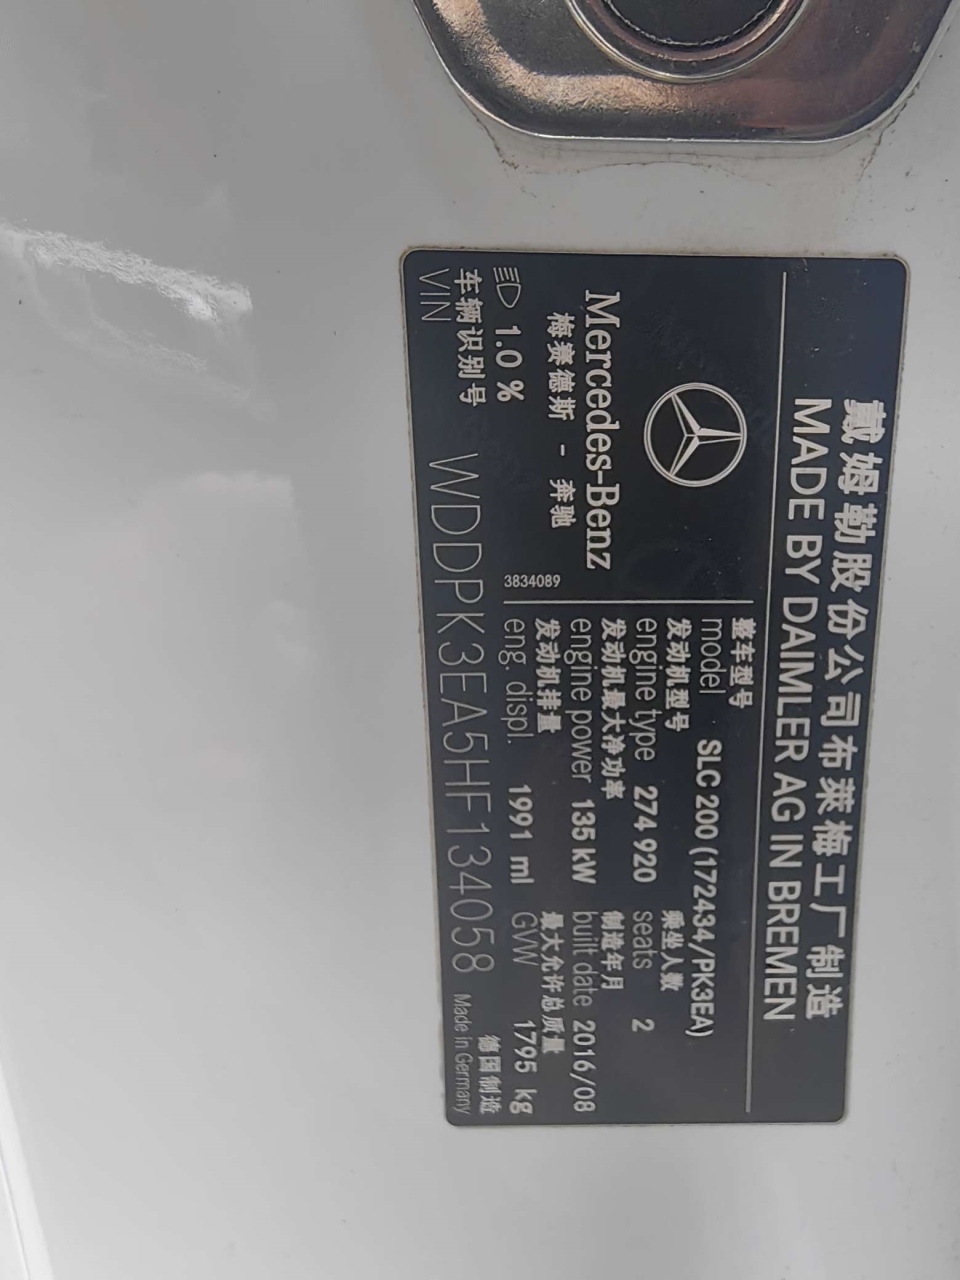 戴姆勒股份公司布莱梅工厂制造
MADE BY DAIMLER AG IN BREMEN
Mercedes-Benz
梅赛德斯 - 奔驰
1.0 %
3834089
整车型号
model SLC 200 (172434/PK3EA)
发动机型号 乘坐人数
engine type 274 920 seats 2
发动机最大净功率 制造年月
engine power 135 kW built date 2016/08
发动机排量 最大允许总质量
eng. displ. 1991 ml GVW 1795 kg
车辆识别号 德国制造
VIN WDDPK3EA5HF134058 Made in Germany